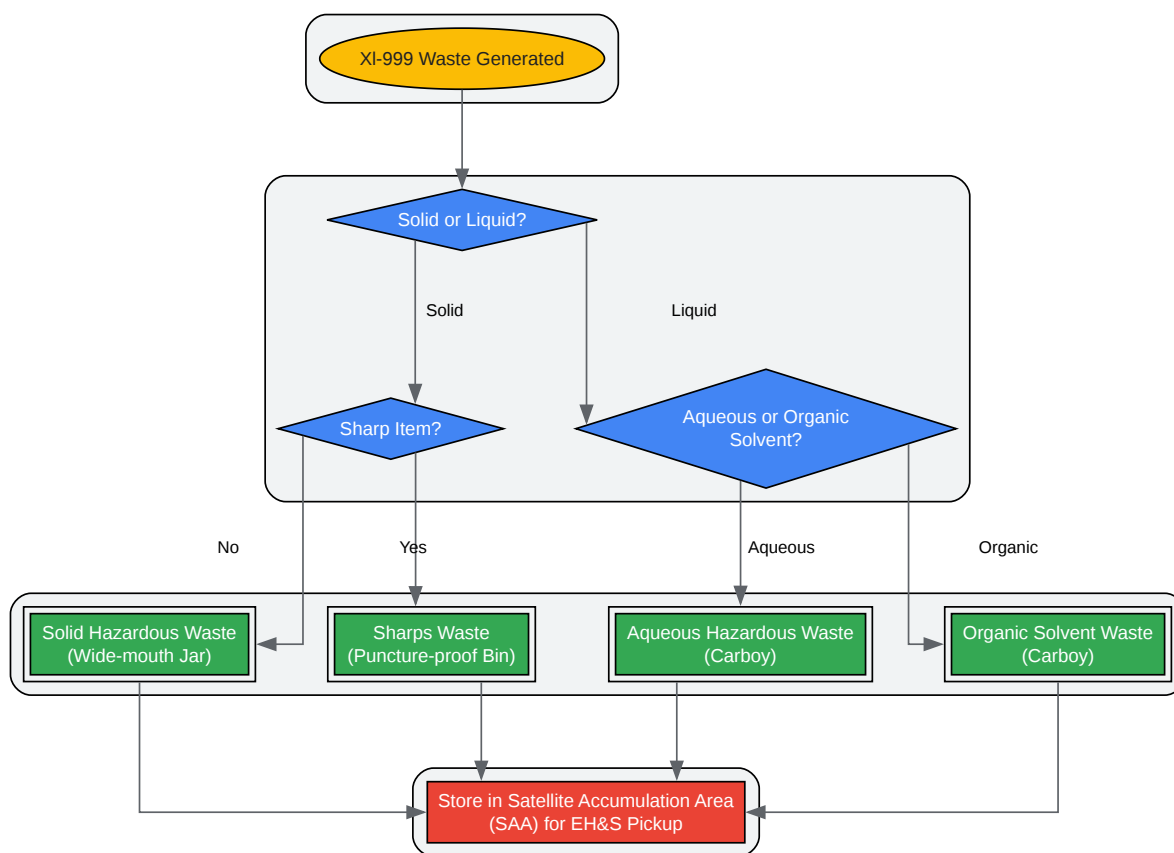 Xl-999 Waste Generated
Solid or Liquid?
Solid
Liquid
Sharp Item?
Aqueous or Organic
Solvent?
No
Yes
Aqueous
Organic
Solid Hazardous Waste
(Wide-mouth Jar)
Sharps Waste
(Puncture-proof Bin)
Aqueous Hazardous Waste
(Carboy)
Organic Solvent Waste
(Carboy)
Store in Satellite Accumulation Area
(SAA) for EH&S Pickup